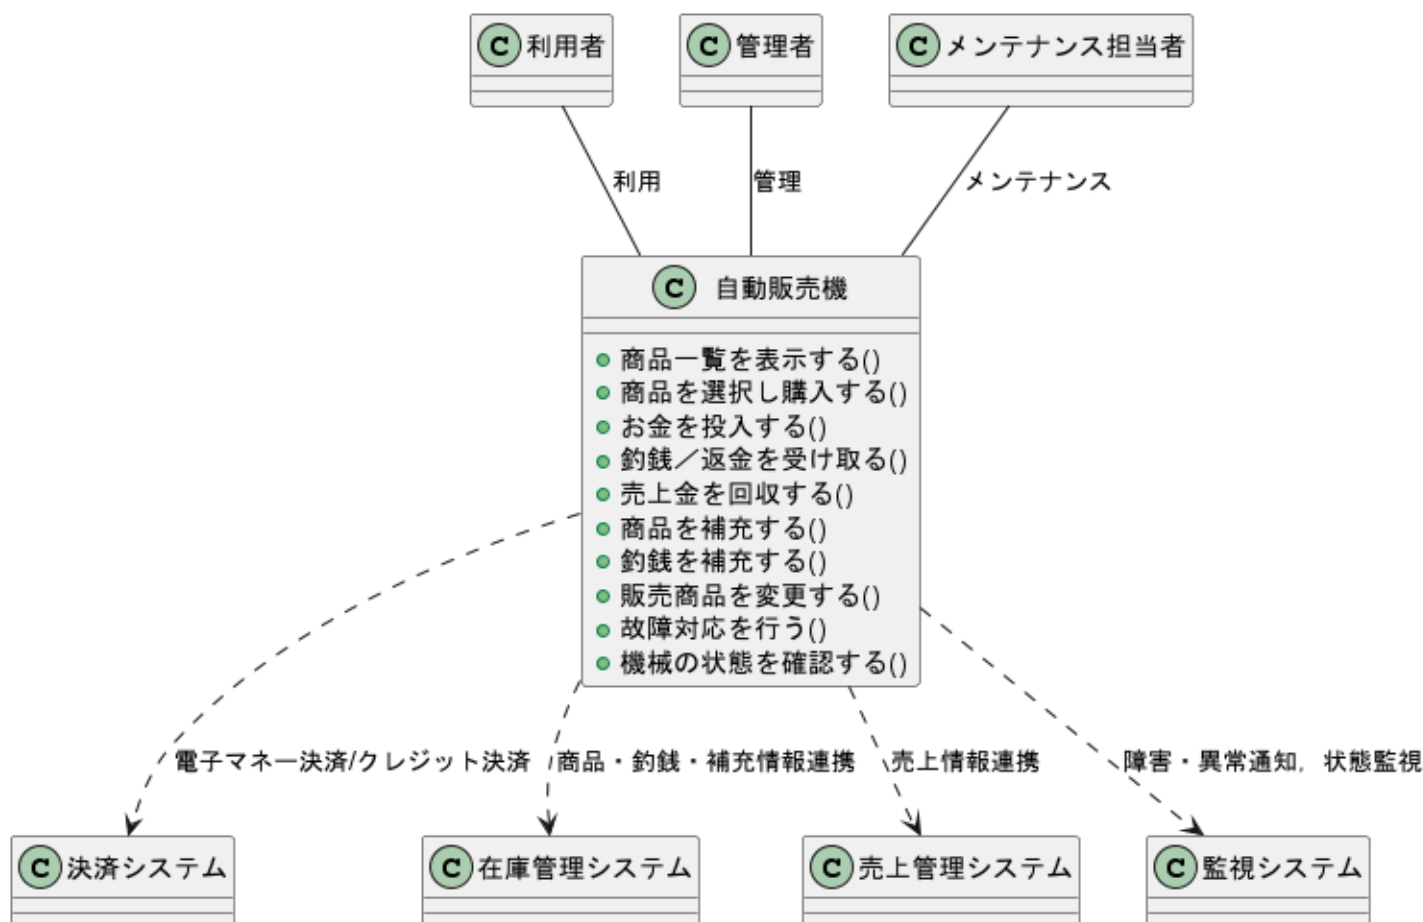 C 利用者
C 管理者
C メンテナンス担当者
利用
管理
メンテナンス
C 自動販売機
商品一覧を表示する()
商品を選択し購入する()
お金を投入する()
釣銭／返金を受け取る()
売上金を回収する()
商品を補充する()
釣銭を補充する()
販売商品を変更する()
故障対応を行う()
機械の状態を確認する()
電子マネー決済/クレジット決済
商品・釣銭・補充情報連携
売上情報連携
障害・異常通知，状態監視
C 決済システム
C 在庫管理システム
C 売上管理システム
C 監視システム